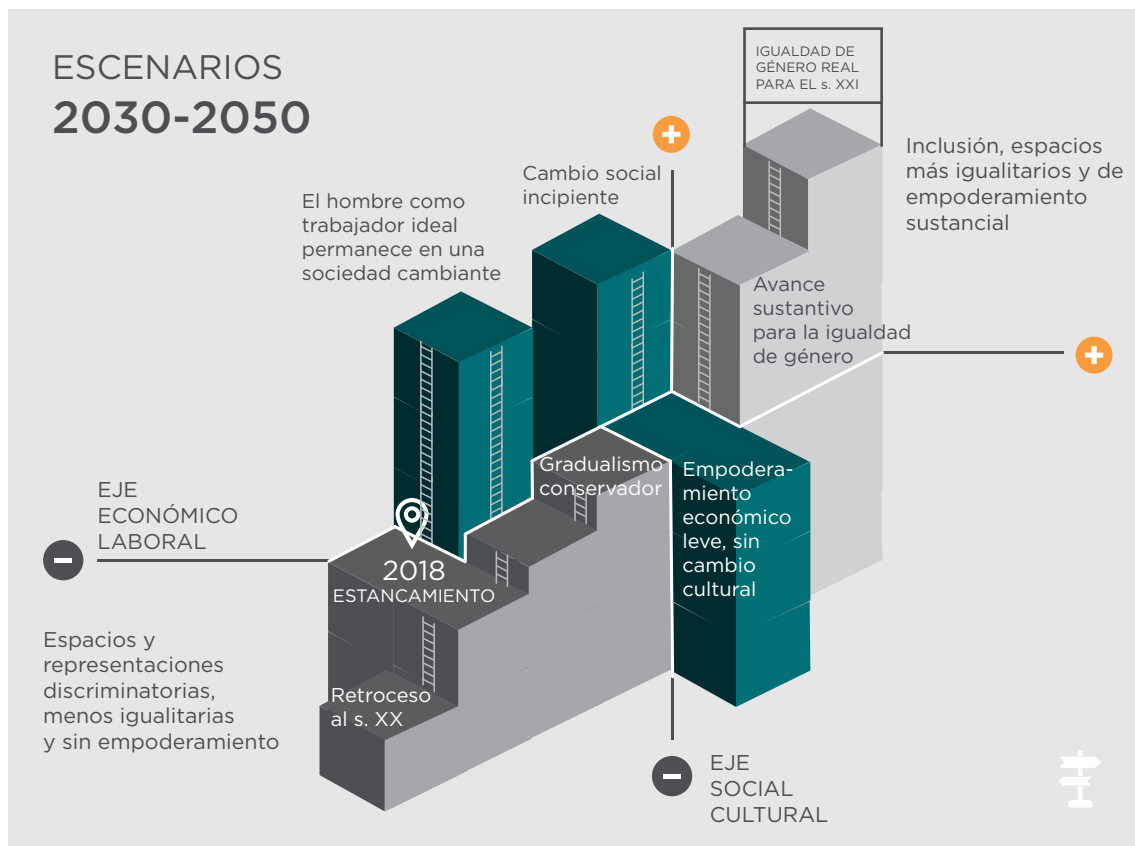 ESCENARIOS
2030-2050
IGUALDAD DE
GÉNERO REAL
PARA EL s. XXI
Inclusión, espacios
más igualitarios y de
empoderamiento
sustancial
Cambio social
incipiente
El hombre como
trabajador ideal
permanece en una
sociedad cambiante
Avance
sustantivo
para la igualdad
de género
Gradualismo
conservador
Empodera-
miento
económico
leve, sin
cambio
cultural
EJE
ECONÓMICO
LABORAL
2018
ESTANCAMIENTO
Espacios y
representaciones
discriminatorias,
menos igualitarias
y sin empoderamiento
Retroceso
al s. XX
EJE
SOCIAL
CULTURAL